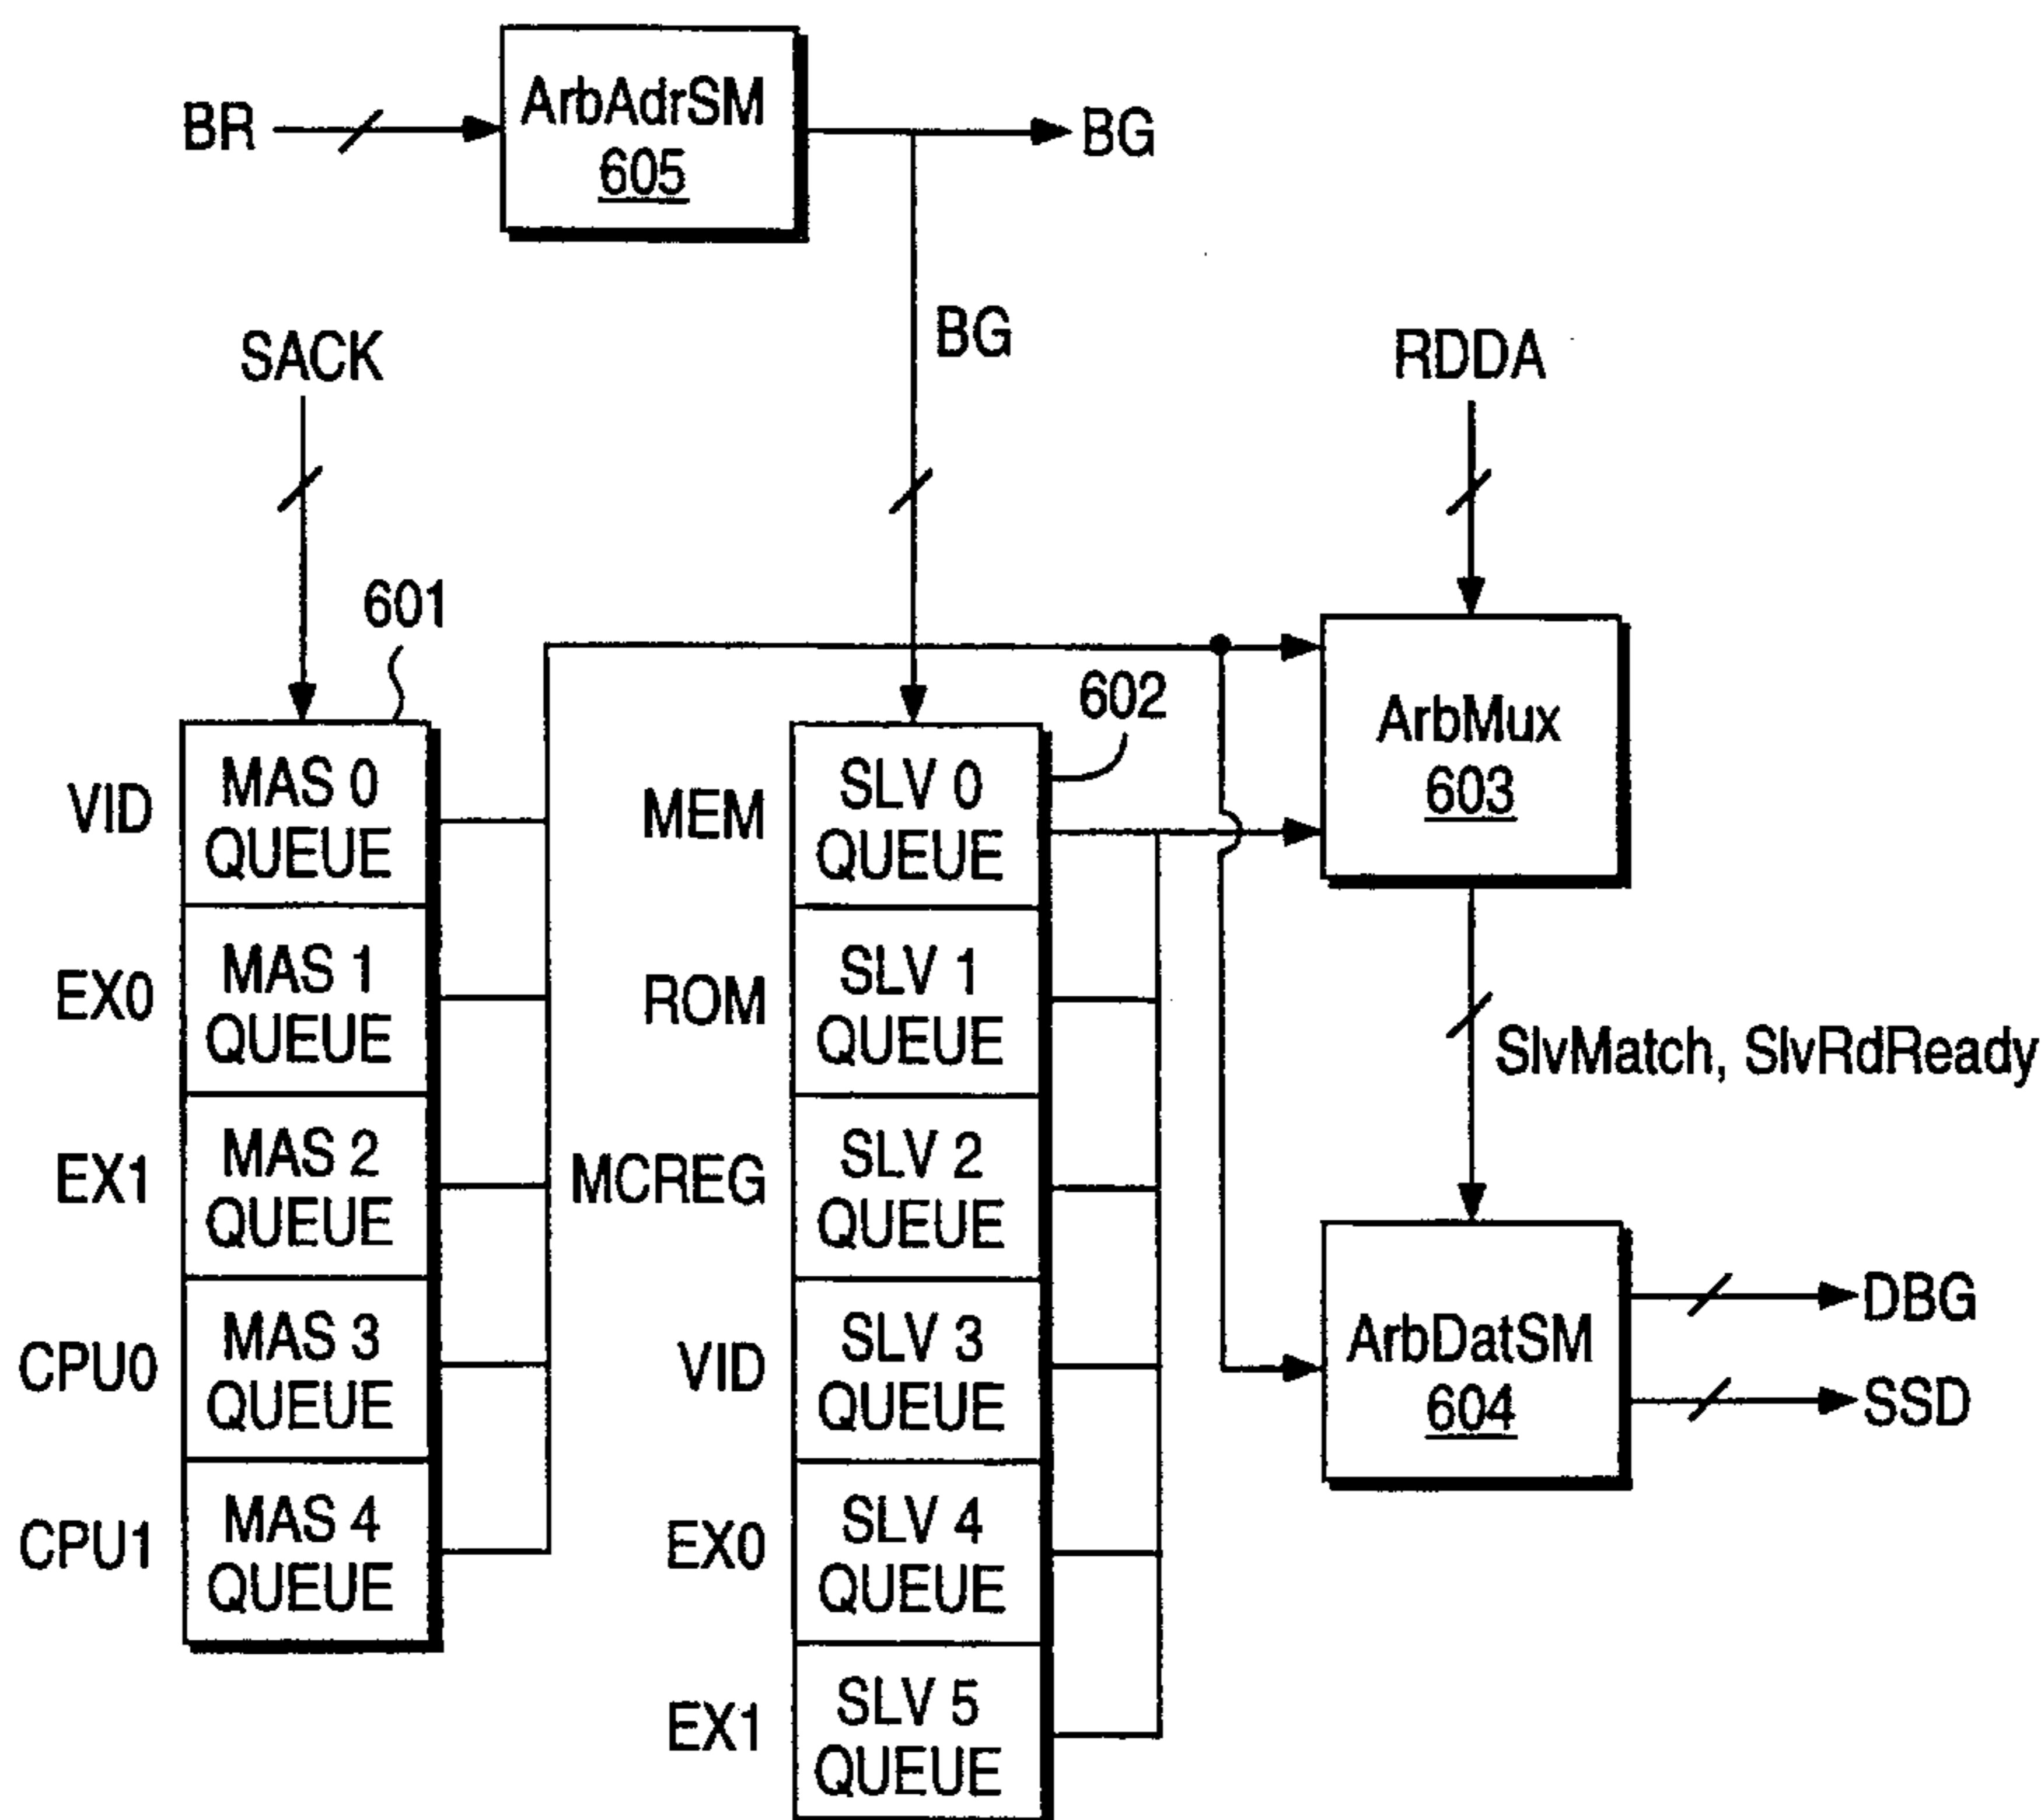 BR
ArbAdrSM
605
BG
BG
SACK
RDDA
601
602
VID
MAS 0
QUEUE
EX0
MAS 1
QUEUE
EX1
MAS 2
QUEUE
CPU0
MAS 3
QUEUE
CPU1
MAS 4
QUEUE
MEM
SLV 0
QUEUE
ROM
SLV 1
QUEUE
MCREG
SLV 2
QUEUE
VID
SLV 3
QUEUE
EX0
SLV 4
QUEUE
EX1
SLV 5
QUEUE
ArbMux
603
SlvMatch, SlvRdReady
ArbDatSM
604
DBG
SSD